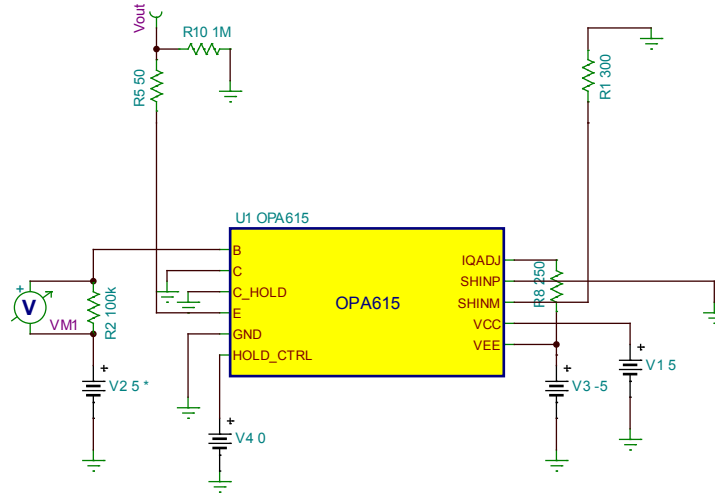 Vout
R10 1M
R5 50
R1 300
U1 OPA615
B
C
C_HOLD
E
GND
HOLD_CTRL
OPA615
IQADJ
SHINP
SHINM
VCC
VEE
R8 250
+
V
VM1
R2 100k
+
V2 5 *
+
V4 0
+
V3 -5
+
V1 5